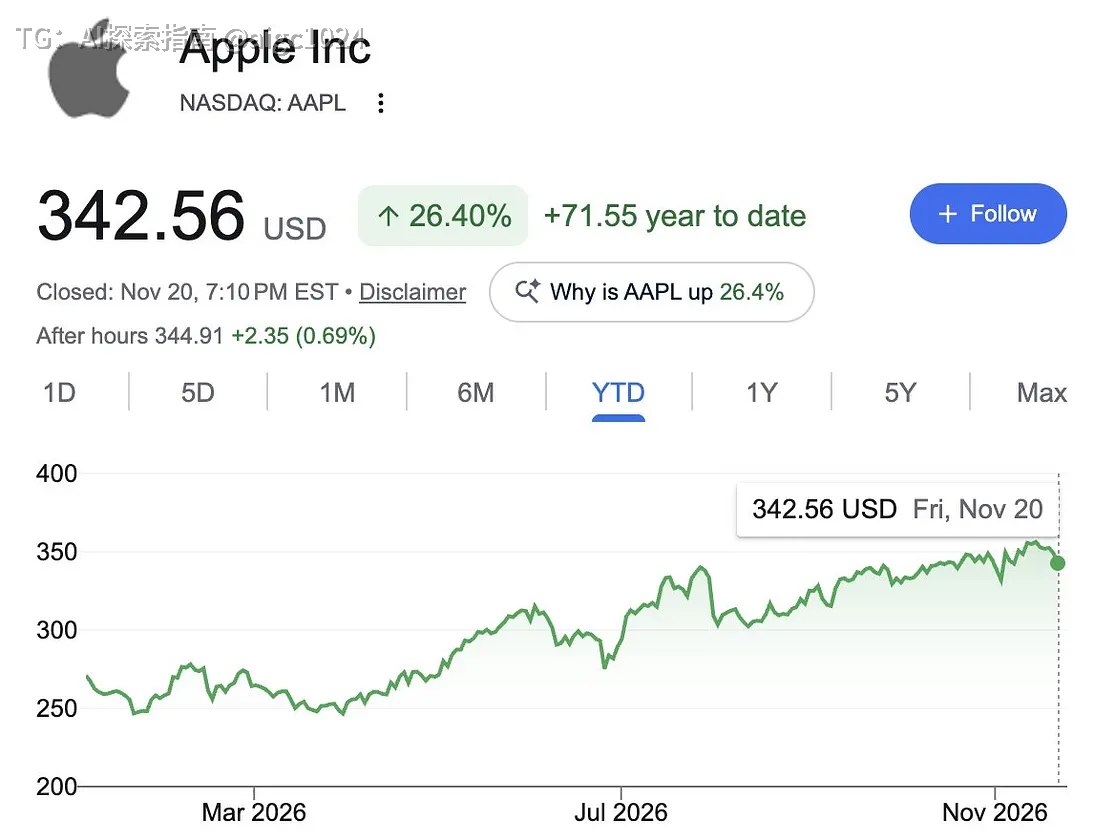 TG: AI探索指南 @aigc1024
Apple Inc
NASDAQ: AAPL
342.56 USD ↑ 26.40% +71.55 year to date
+ Follow
Closed: Nov 20, 7:10 PM EST • Disclaimer
Why is AAPL up 26.4%
After hours 344.91 +2.35 (0.69%)
1D 5D 1M 6M YTD 1Y 5Y Max
400
342.56 USD Fri, Nov 20
350
300
250
200
Mar 2026 Jul 2026 Nov 2026